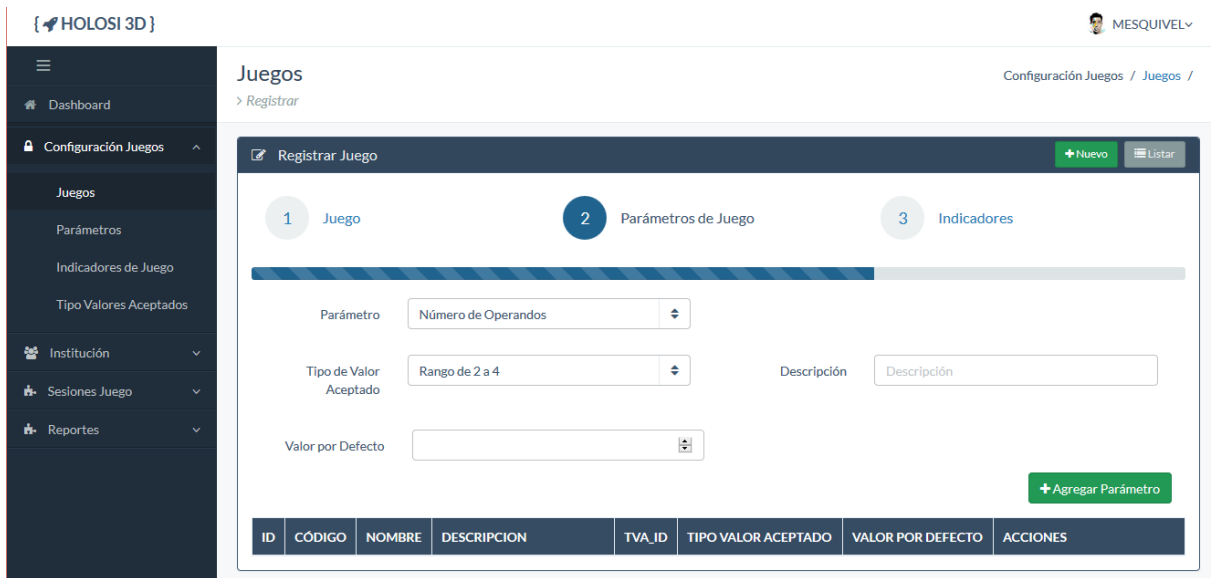 { HOLOSI 3D }
MESQUIVEL
Dashboard
Configuración Juegos
Juegos
Parámetros
Indicadores de Juego
Tipo Valores Aceptados
Institución
Sesiones Juego
Reportes
Juegos
> Registrar
Configuración Juegos / Juegos /
Registrar Juego
+ Nuevo
Listar
1 Juego
2 Parámetros de Juego
3 Indicadores
Parámetro
Número de Operandos
Tipo de Valor
Aceptado
Rango de 2 a 4
Descripción
Descripción
Valor por Defecto
+ Agregar Parámetro
ID CÓDIGO NOMBRE DESCRIPCION TVA_ID TIPO VALOR ACEPTADO VALOR POR DEFECTO ACCIONES